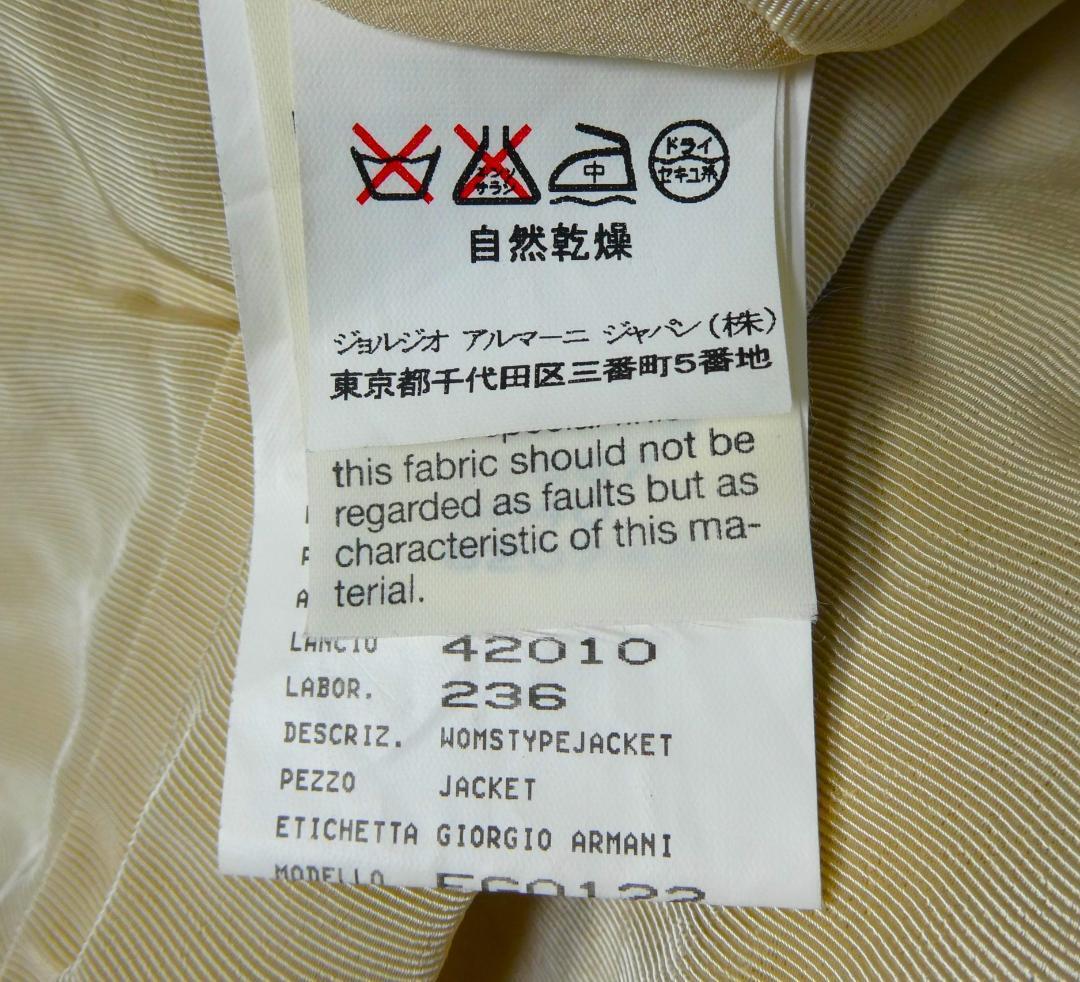 サラシ
中
ドライ
セキユ系
自然乾燥
ジョルジオ アルマーニ ジャパン(株)
東京都千代田区三番町5番地
this fabric should not be
regarded as faults but as
characteristic of this ma-
terial.
LANCIO 42010
LABOR. 236
DESCRIZ. WOMSTYPEJACKET
PEZZO JACKET
ETICHETTA GIORGIO ARMANI
MODELLO